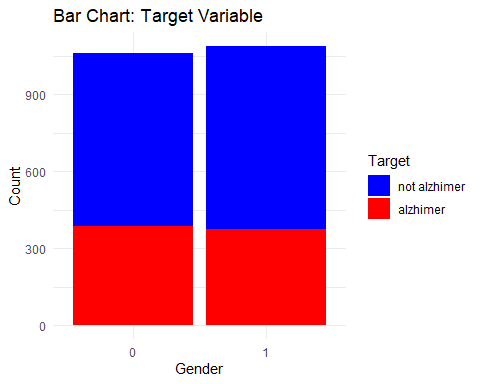 Bar Chart: Target Variable
Count
900
600
300
0
0
1
Gender
Target
not alzhimer
alzhimer